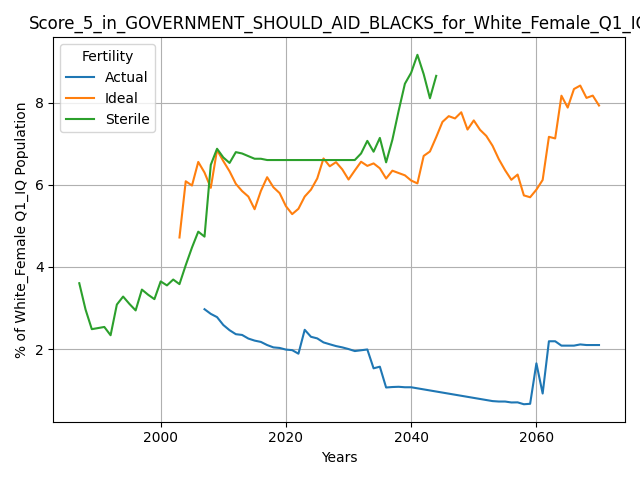 Score_5_in_GOVERNMENT_SHOULD_AID_BLACKS_for_White_Female_Q1_IQ
Fertility
Actual
Ideal
Sterile
% of White_Female Q1_IQ Population
8
6
4
2
2000 2020 2040 2060
Years